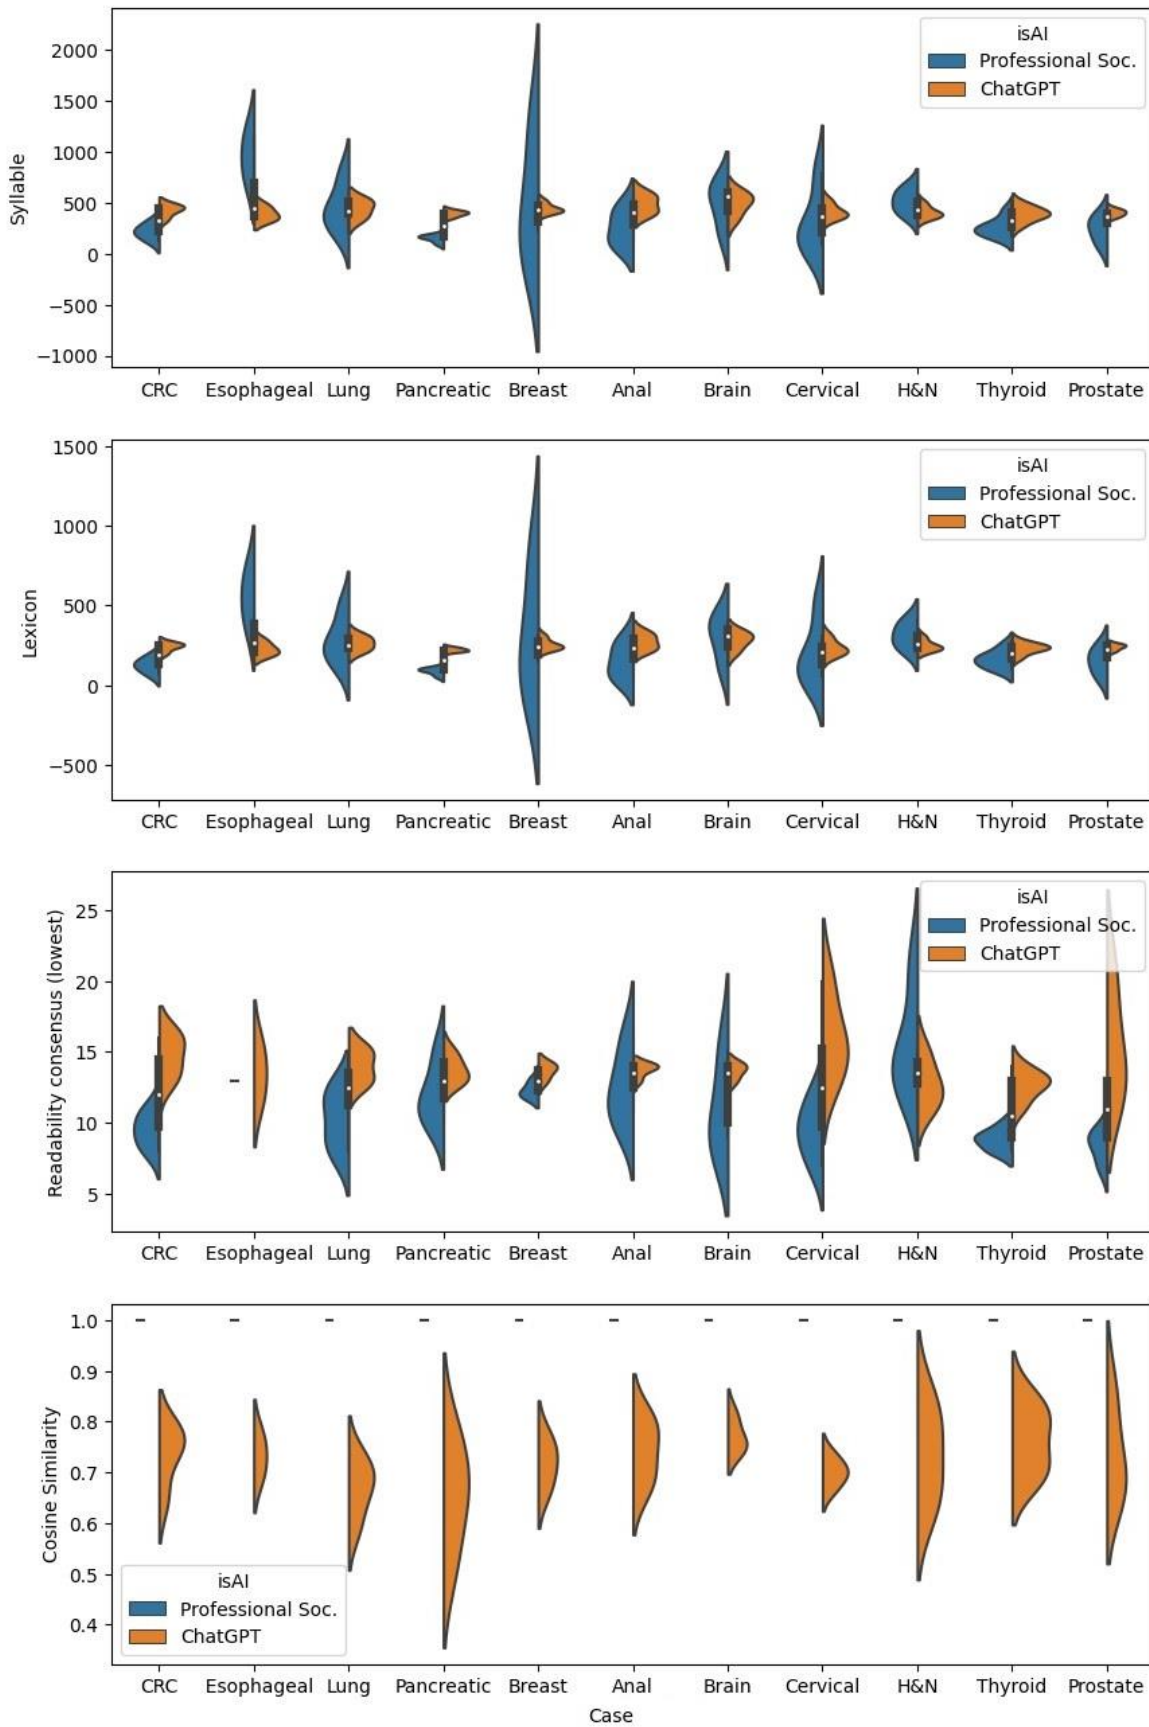 isAI
Professional Soc.
ChatGPT
Syllable
2000
1500
1000
500
0
−500
−1000
CRC Esophageal Lung Pancreatic Breast Anal Brain Cervical H&N Thyroid Prostate
isAI
Professional Soc.
ChatGPT
Lexicon
1500
1000
500
0
−500
CRC Esophageal Lung Pancreatic Breast Anal Brain Cervical H&N Thyroid Prostate
isAI
Professional Soc.
ChatGPT
Readability consensus (lowest)
25
20
15
10
5
CRC Esophageal Lung Pancreatic Breast Anal Brain Cervical H&N Thyroid Prostate
Cosine Similarity
1.0
0.9
0.8
0.7
0.6
0.5
0.4
isAI
Professional Soc.
ChatGPT
CRC Esophageal Lung Pancreatic Breast Anal Brain Cervical H&N Thyroid Prostate
Case